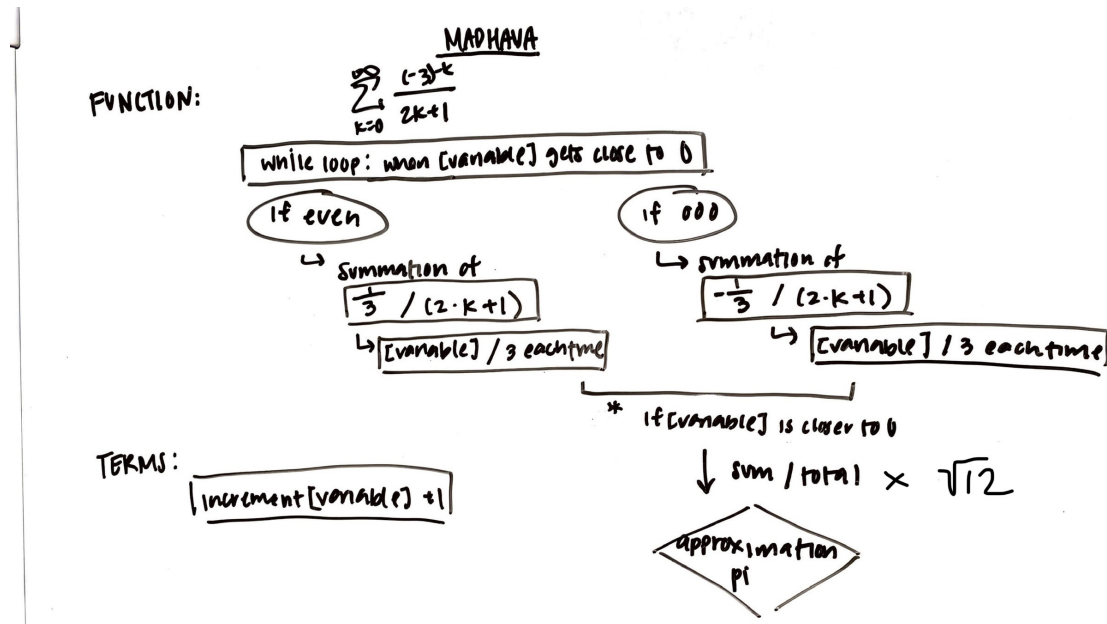 MADHAVA
FUNCTION:
∞ Σ k=0 (-3)^-k / 2k+1
while loop: when [variable] gets close to 0
if even
if odd
↳ summation of
↳ summation of
1/3 / (2·k+1)
-1/3 / (2·k+1)
↳ [variable] / 3 each time
↳ [variable] / 3 each time
* if [variable] is closer to 0
TERMS:
↓ sum / total × √12
increment [variable] +1
approximation
pi